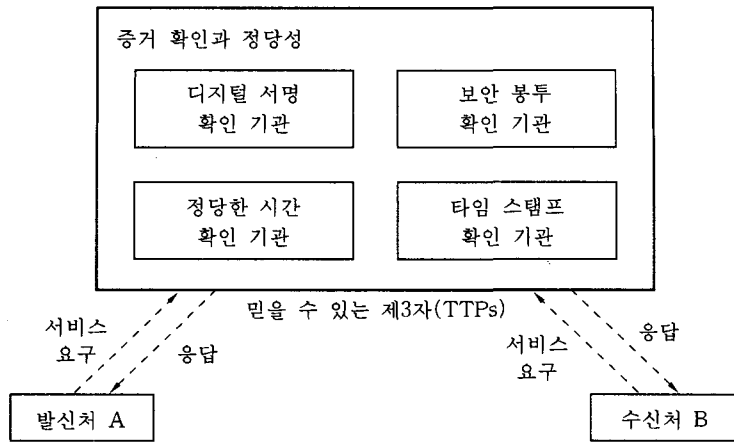 증거 확인과 정당성
디지털 서명
확인 기관
보안 봉투
확인 기관
정당한 시간
확인 기관
타임 스탬프
확인 기관
믿을 수 있는 제3자(TTPs)
서비스
요구
응답
서비스
요구
응답
발신처 A
수신처 B